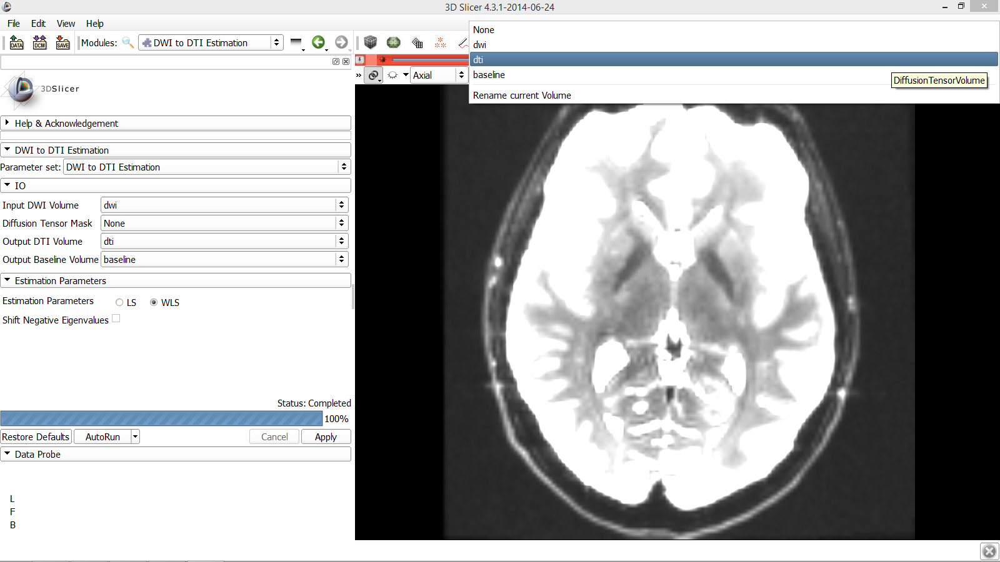 3D Slicer 4.3.1-2014-06-24
File Edit View Help
DATA DCM SAVE Modules: DWI to DTI Estimation
None
dwi
dti
baseline
DiffusionTensorVolume
Rename current Volume
» Axial
3DSlicer
Help & Acknowledgement
DWI to DTI Estimation
Parameter set: DWI to DTI Estimation
IO
Input DWI Volume dwi
Diffusion Tensor Mask None
Output DTI Volume dti
Output Baseline Volume baseline
Estimation Parameters
Estimation Parameters LS WLS
Shift Negative Eigenvalues
Status: Completed
100%
Restore Defaults AutoRun Cancel Apply
Data Probe
L
F
B